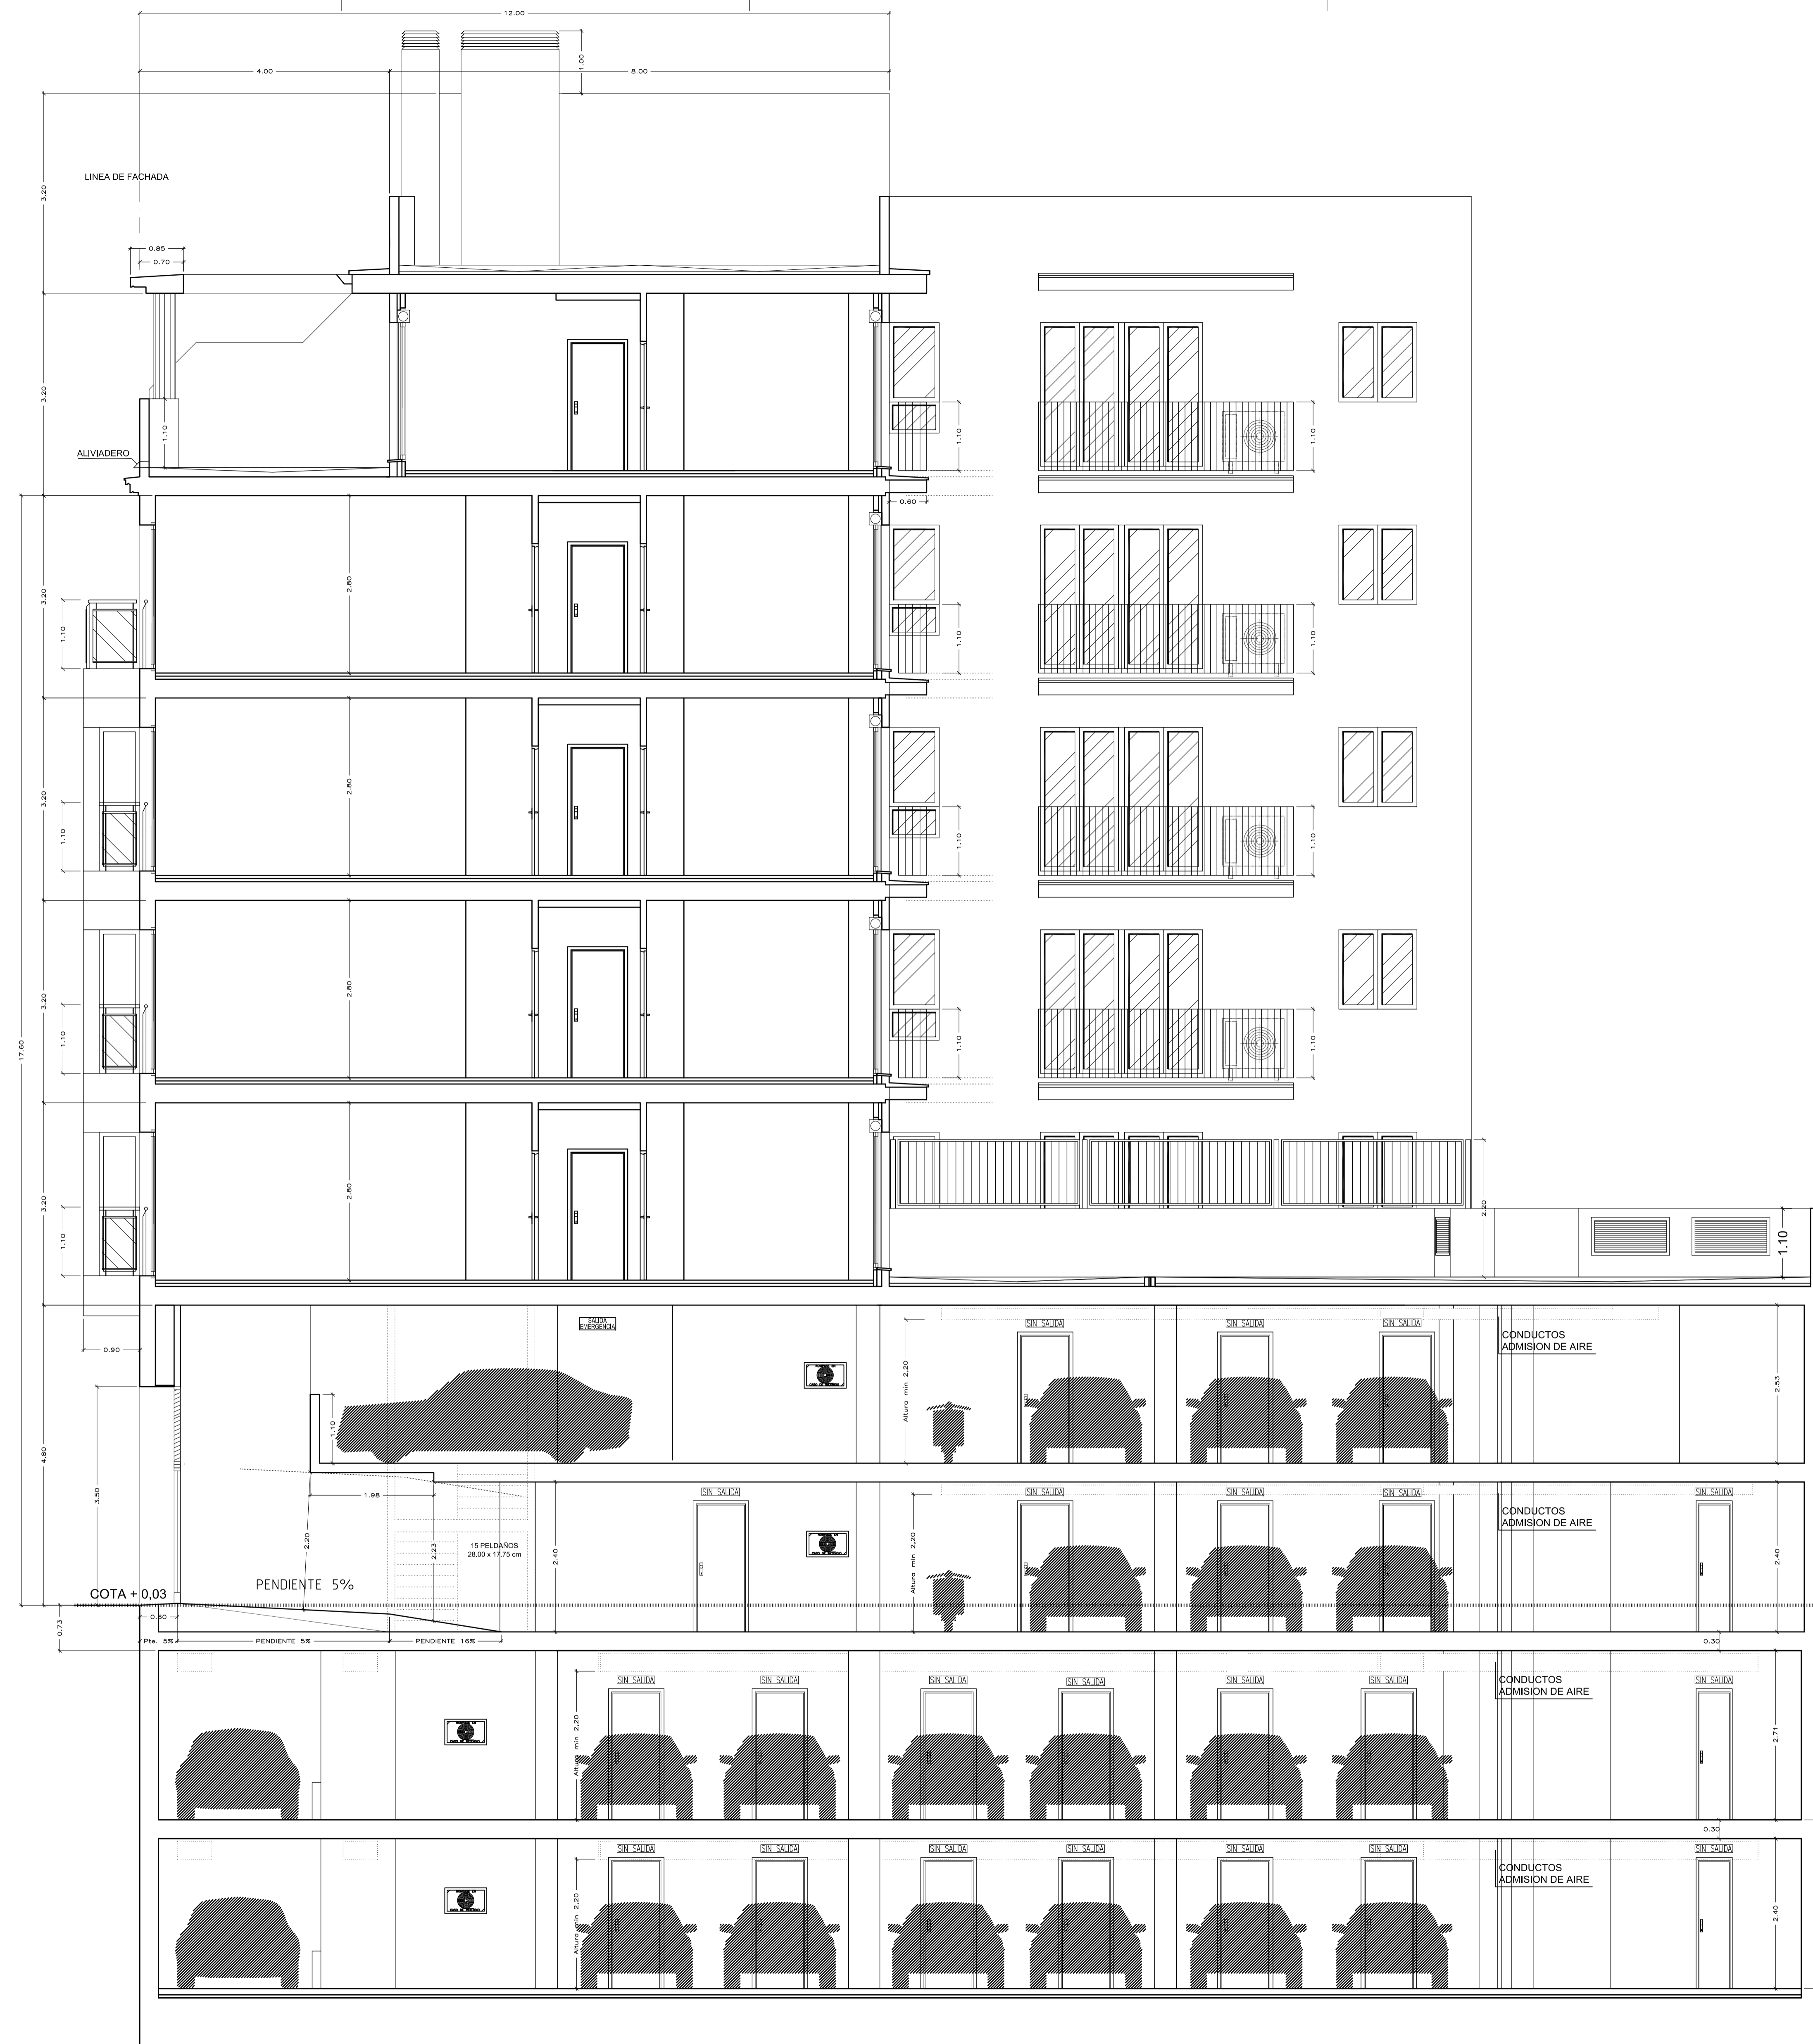 12.00
4.00
8.00
1.00
3.20
LINEA DE FACHADA
0.85
0.70
3.20
1.10
ALIVIADERO
1.10
1.10
0.60
17.60
3.20
1.10
2.80
1.10
1.10
3.20
1.10
2.80
1.10
1.10
3.20
1.10
2.80
1.10
1.10
3.20
1.10
2.80
2.20
1.10
0.90
4.80
3.50
SALIDA
EMERGENCIA
1.10
Altura min 2,20
SIN SALIDA
SIN SALIDA
SIN SALIDA
CONDUCTOS
ADMISION DE AIRE
2.53
1.98
2.20
2.23
15 PELDAÑOS
28,00 x 17,75 cm
2.40
SIN SALIDA
Altura min 2,20
SIN SALIDA
SIN SALIDA
SIN SALIDA
CONDUCTOS
ADMISION DE AIRE
SIN SALIDA
2.40
COTA + 0,03
PENDIENTE 5%
0.60
0.73
Pte. 5%
PENDIENTE 5%
PENDIENTE 16%
0.30
Altura min 2,20
SIN SALIDA
SIN SALIDA
SIN SALIDA
SIN SALIDA
SIN SALIDA
SIN SALIDA
CONDUCTOS
ADMISION DE AIRE
SIN SALIDA
2.71
0.30
Altura min 2,20
SIN SALIDA
SIN SALIDA
SIN SALIDA
SIN SALIDA
SIN SALIDA
SIN SALIDA
CONDUCTOS
ADMISION DE AIRE
SIN SALIDA
2.40